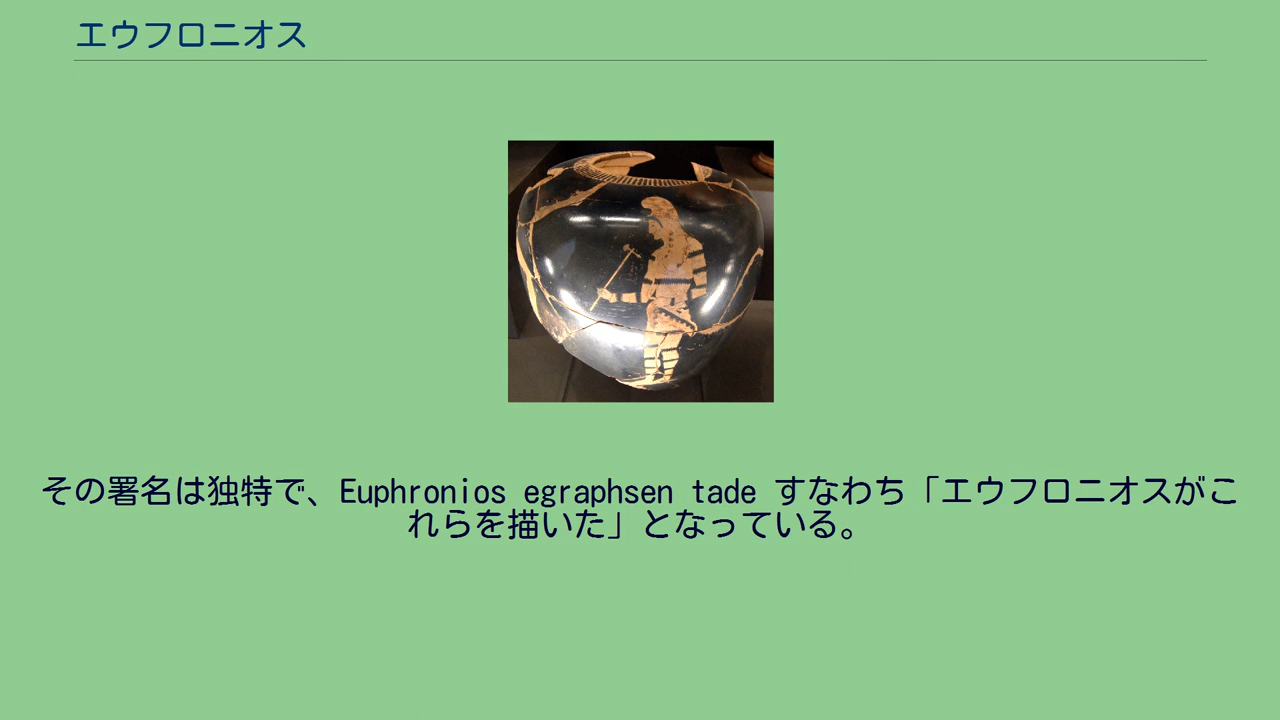 エウフロニオス
その署名は独特で、Euphronios egraphsen tade すなわち「エウフロニオスがこ
れらを描いた」となっている。